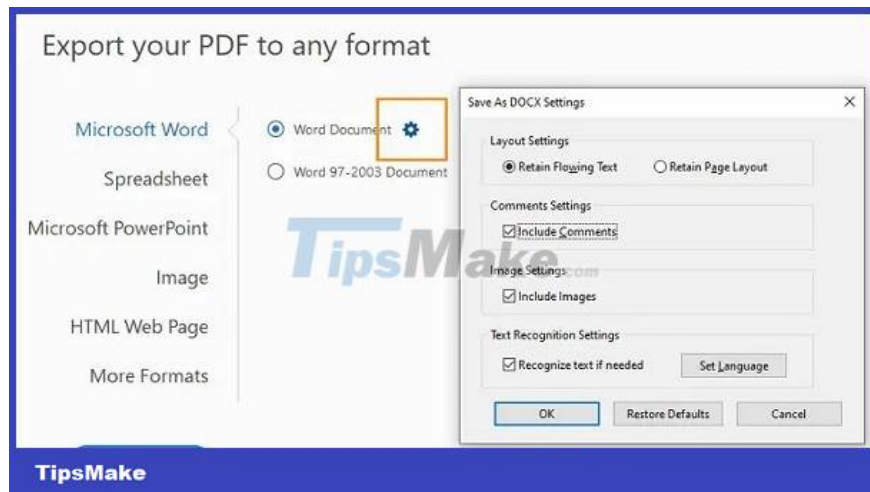 Export your PDF to any format
Microsoft Word
Spreadsheet
Microsoft PowerPoint
Image
HTML Web Page
More Formats
Word Document
Word 97-2003 Document
Save As DOCX Settings
Layout Settings
Retain Flowing Text
Retain Page Layout
Comments Settings
Include Comments
Image Settings
Include Images
Text Recognition Settings
Recognize text if needed
Set Language
OK
Restore Defaults
Cancel
TipsMake.com
TipsMake